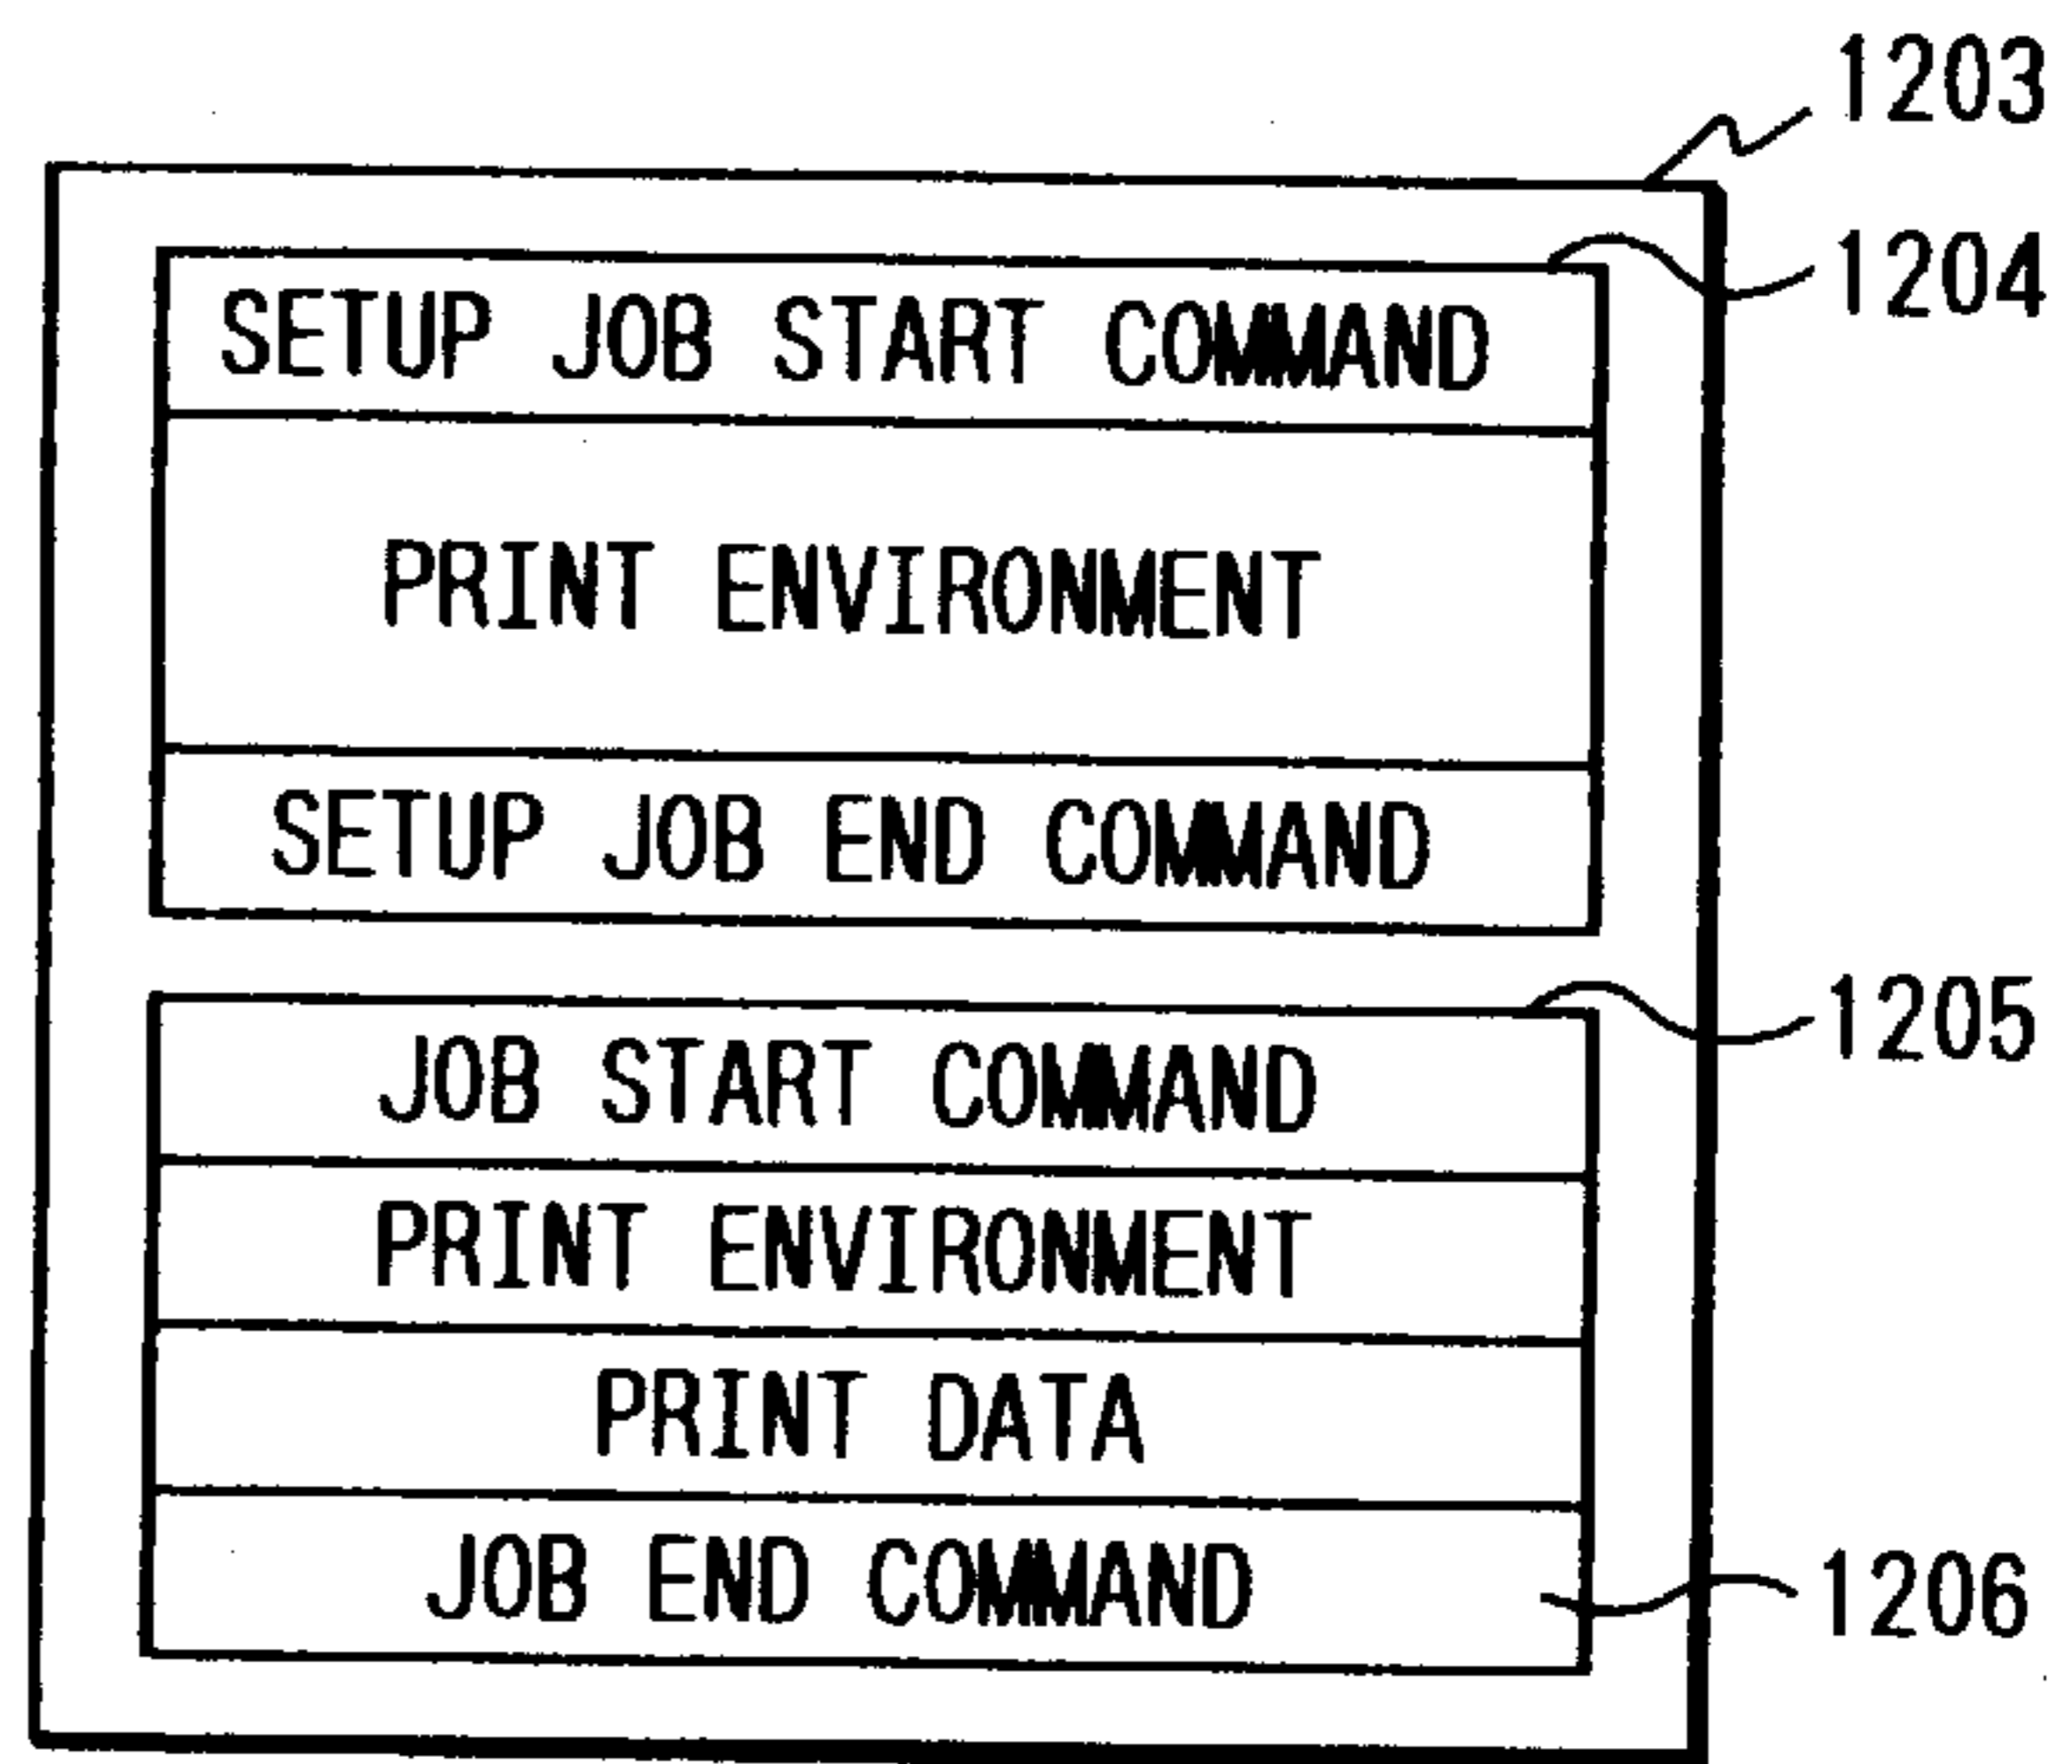 1203
1204
SETUP JOB START COMMAND
PRINT ENVIRONMENT
SETUP JOB END COMMAND
1205
JOB START COMMAND
PRINT ENVIRONMENT
PRINT DATA
JOB END COMMAND
1206